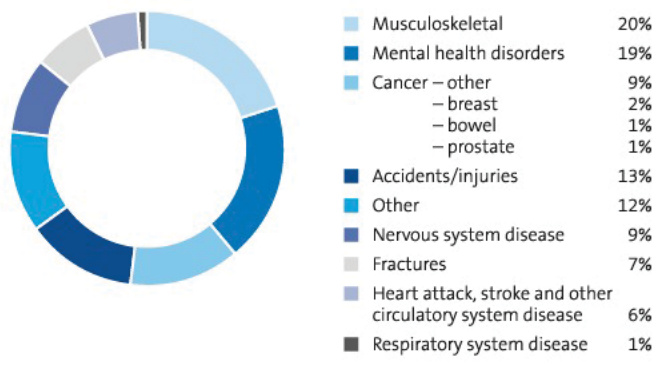 Musculoskeletal 20%
Mental health disorders 19%
Cancer – other 9%
– breast 2%
– bowel 1%
– prostate 1%
Accidents/injuries 13%
Other 12%
Nervous system disease 9%
Fractures 7%
Heart attack, stroke and other
circulatory system disease 6%
Respiratory system disease 1%